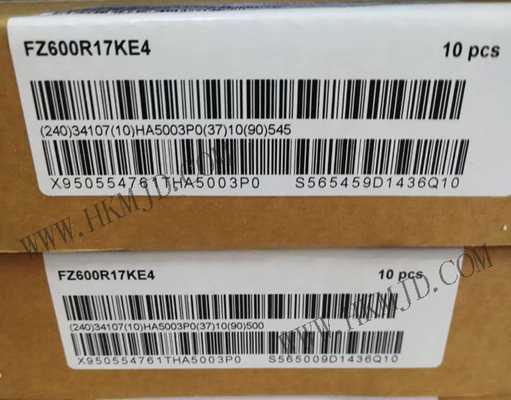 FZ600R17KE4 10 pcs
(240)34107(10)HA5003P0(37)10(90)545
X950554761THA5003P0 S565459D1436Q10
WWW.HKMJD.COM
FZ600R17KE4 10 pcs
(240)34107(10)HA5003P0(37)10(90)500
X950554761THA5003P0 S565009D1436Q10
WWW.HKMJD.COM